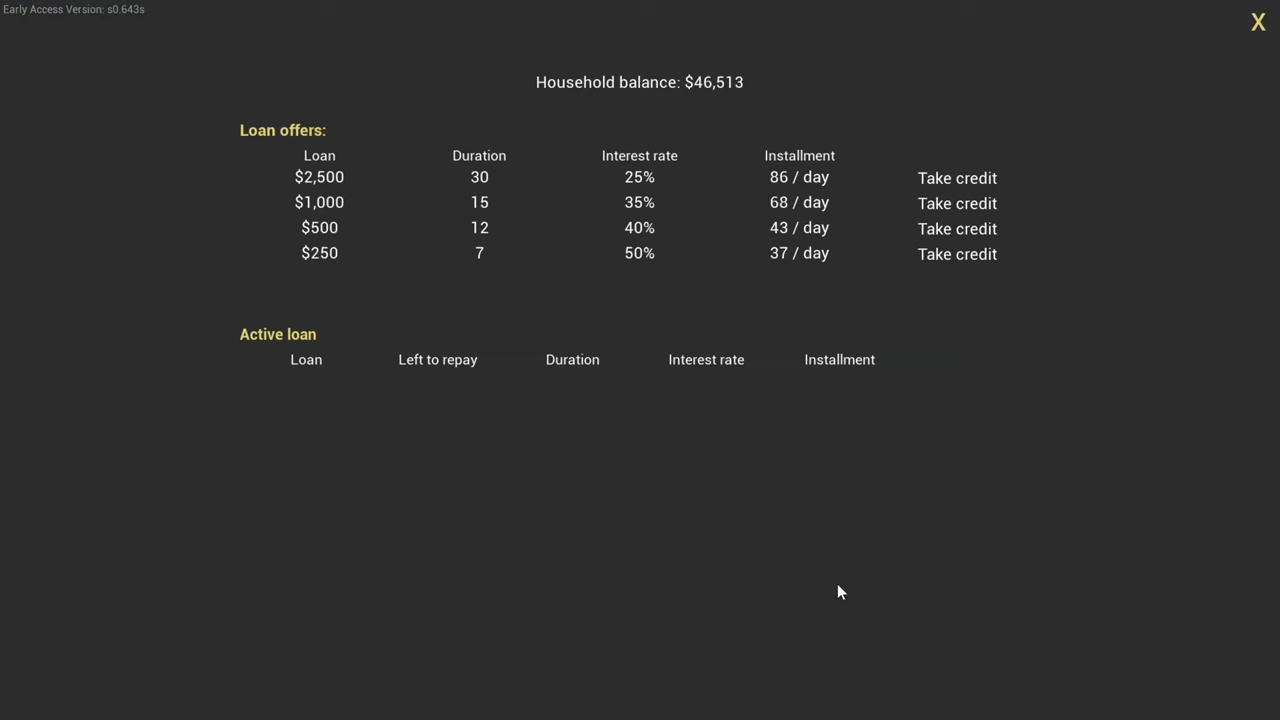 Early Access Version: s0.643s
X
Household balance: $46,513
Loan offers:
Loan Duration Interest rate Installment
$2,500 30 25% 86 / day Take credit
$1,000 15 35% 68 / day Take credit
$500 12 40% 43 / day Take credit
$250 7 50% 37 / day Take credit
Active loan
Loan Left to repay Duration Interest rate Installment